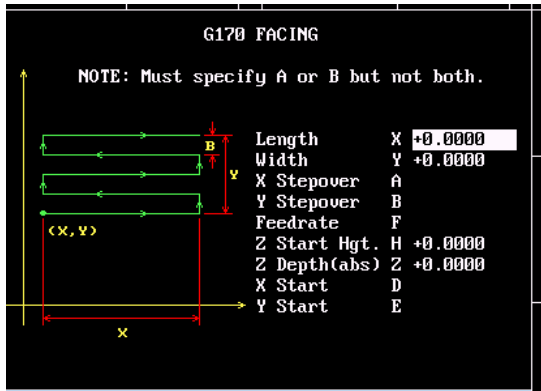 G170 FACING
NOTE: Must specify A or B but not both.
Length X +0.0000
Width Y +0.0000
X Stepover A
Y Stepover B
Feedrate F
Z Start Hgt. H +0.0000
Z Depth(abs) Z +0.0000
X Start D
Y Start E
B
Y
(X,Y)
X